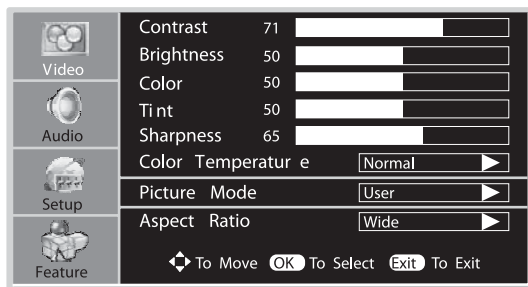 Video
Audio
Setup
Feature
Contrast 71
Brightness 50
Color 50
Tint 50
Sharpness 65
Color Temperatur e Normal
Picture Mode User
Aspect Ratio Wide
To Move OK To Select Exit To Exit